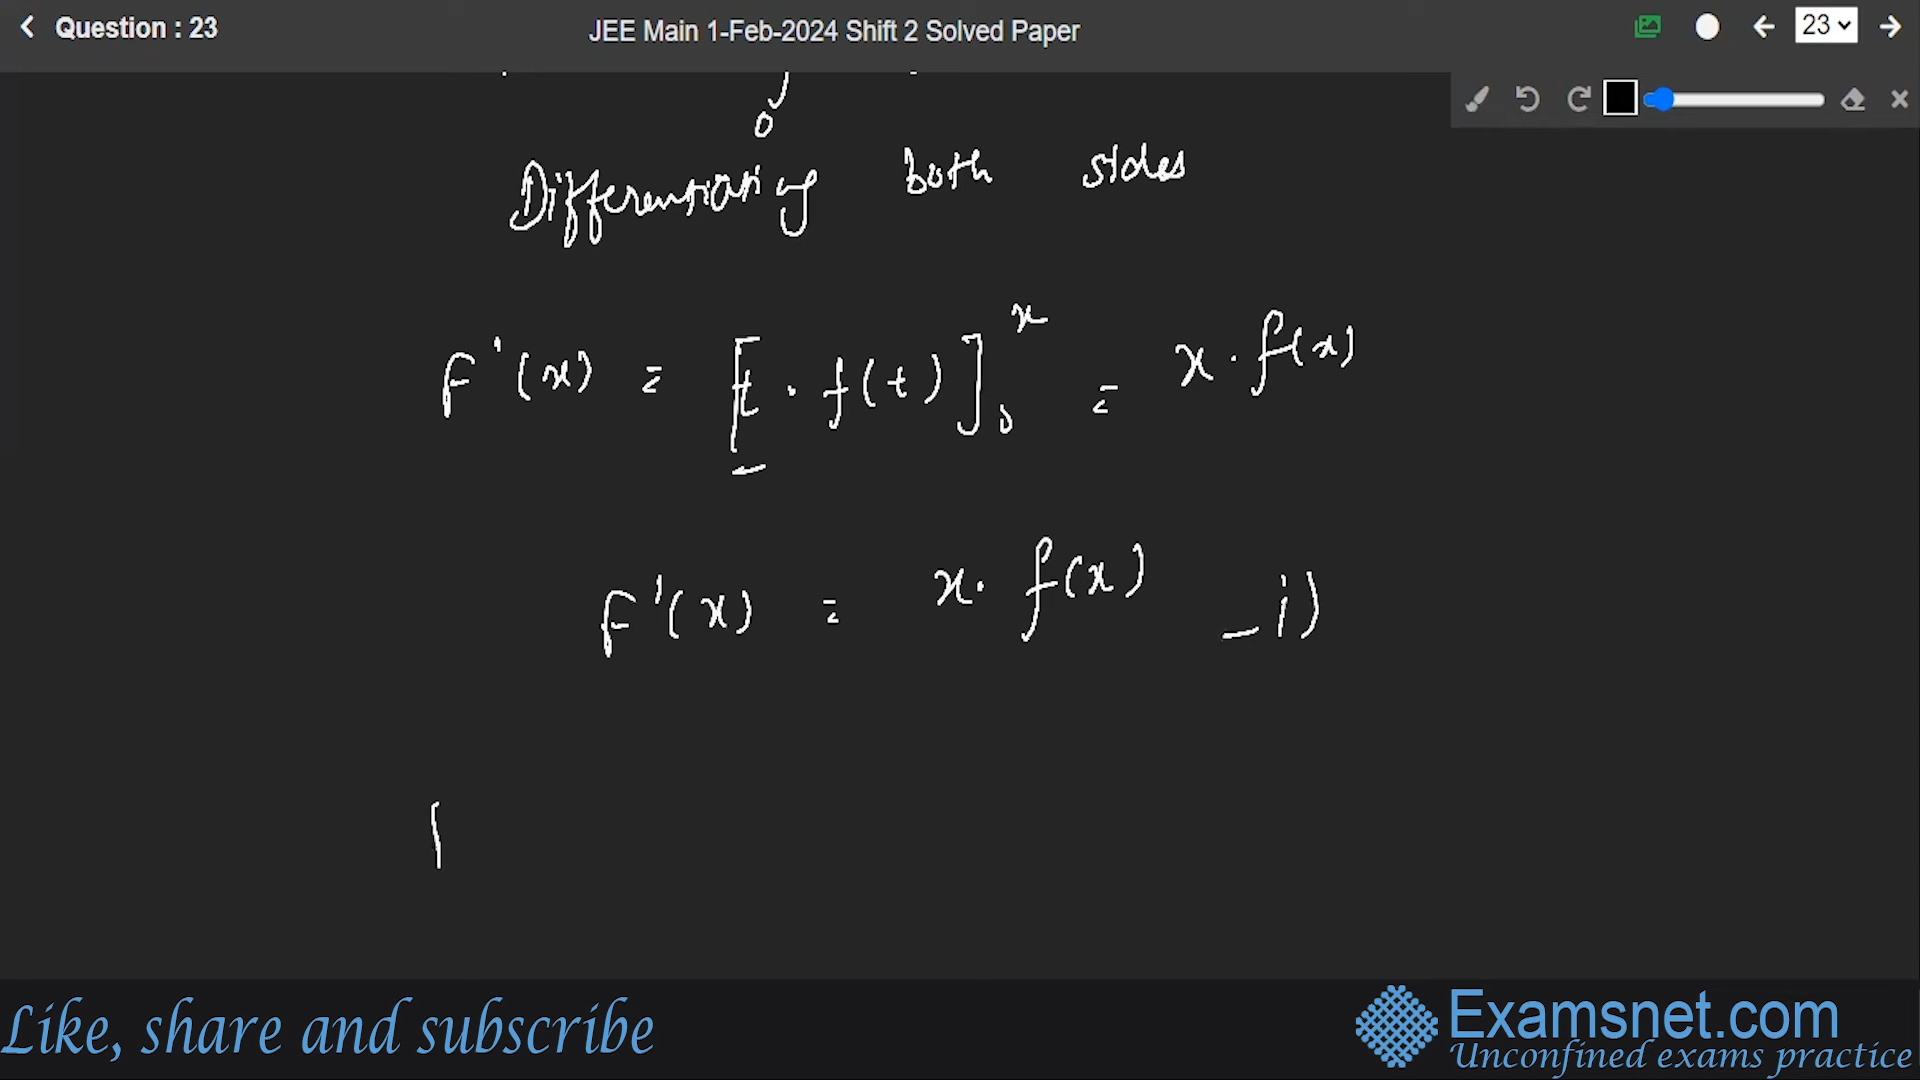 Question : 23
JEE Main 1-Feb-2024 Shift 2 Solved Paper
23
0
Differentiating both sides
F'(x) = [t . f(t)]₀ˣ = x . f(x)
F'(x) = x . f(x) _ i)
Like, share and subscribe
Examsnet.com
Unconfined exams practice